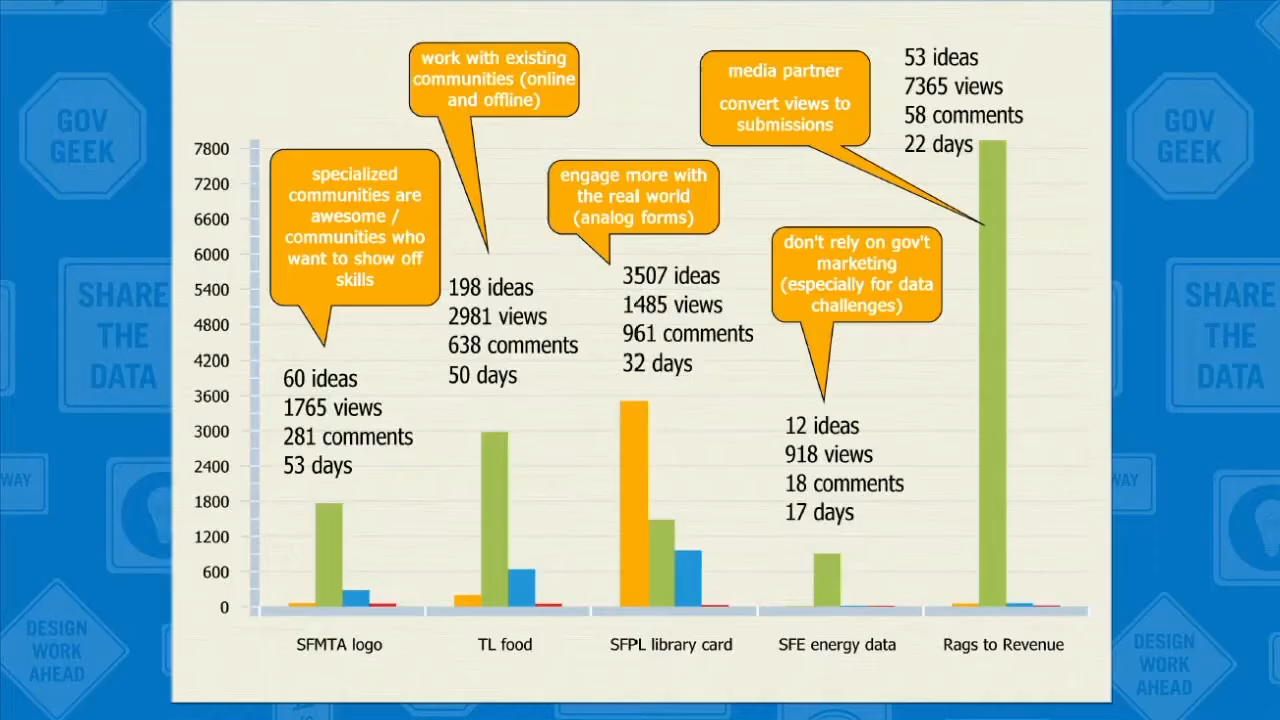 GOV
GEEK
SHARE
THE
DATA
WAY
DESIGN
WORK
AHEAD
work with existing
communities (online
and offline)
media partner
convert views to
submissions
53 ideas
7365 views
58 comments
22 days
specialized
communities are
awesome /
communities who
want to show off
skills
engage more with
the real world
(analog forms)
don't rely on gov't
marketing
(especially for data
challenges)
198 ideas
2981 views
638 comments
50 days
3507 ideas
1485 views
961 comments
32 days
60 ideas
1765 views
281 comments
53 days
12 ideas
918 views
18 comments
17 days
7800
7200
6600
6000
5400
4800
4200
3600
3000
2400
1800
1200
600
0
SFMTA logo
TL food
SFPL library card
SFE energy data
Rags to Revenue
GOV
GEEK
SHARE
THE
DATA
WAY
DESIGN
WORK
AHEAD